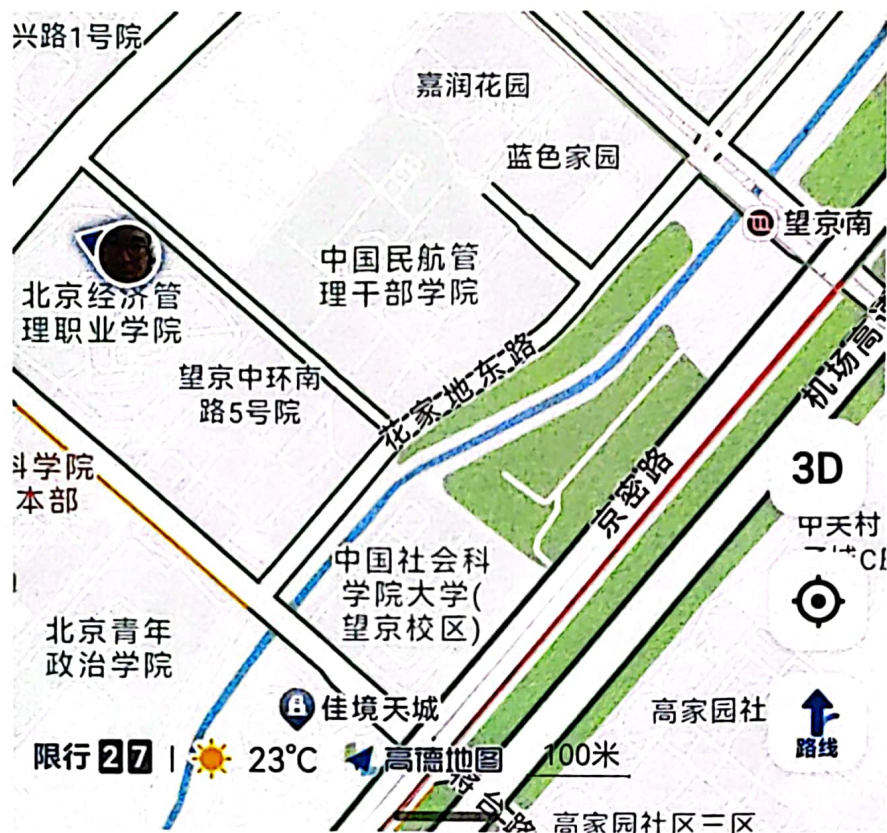 兴路1号院
嘉润花园
蓝色家园
望京南
中国民航管
理干部学院
北京经济管
理职业学院
机场高速
花家地东路
望京中环南
路5号院
科学院
本部
3D
京密路
中关村
中国社会科
学院大学(
望京校区)
北京青年
政治学院
佳境天城
高家园社
路线
限行 27 | 23°C
高德地图
100米
高家园社区三区